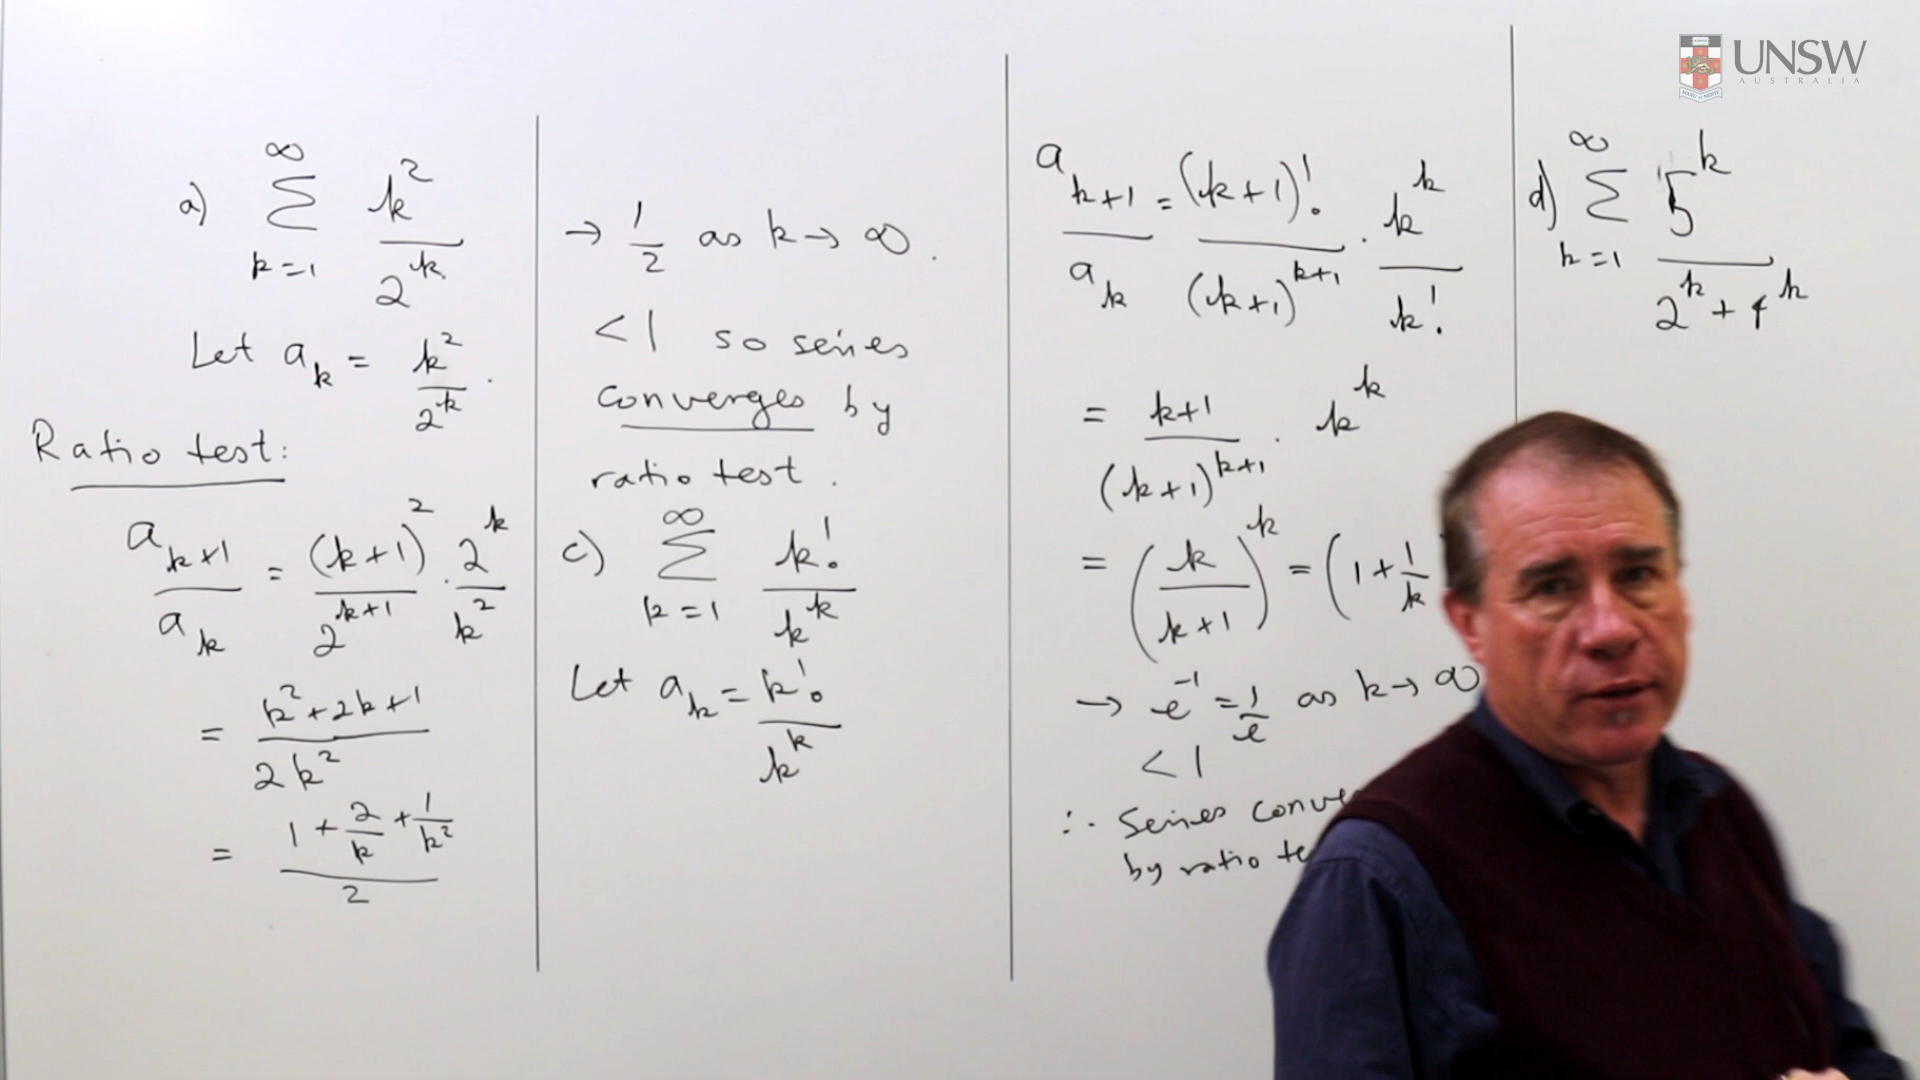 UNSW
AUSTRALIA
a) ∞ Σ k=1 k²/2^k
Let a_k = k²/2^k .
Ratio test:
a_{k+1}/a_k = (k+1)²/2^{k+1} · 2^k/k²
= (k²+2k+1)/(2k²)
= (1 + 2/k + 1/k²)/2
→ 1/2 as k → ∞ .
< 1 so series
converges by
ratio test .
c) ∞ Σ k=1 k!/k^k
Let a_k = k!/k^k
a_{k+1}/a_k = (k+1)!/(k+1)^{k+1} · k^k/k!
= (k+1)/(k+1)^{k+1} · k^k
= (k/(k+1))^k = (1 + 1/k
→ e^{-1} = 1/e as k → ∞
< 1
∴ Series conve
by ratio te
d) ∞ Σ k=1 5^k/(2^k + 4^k)